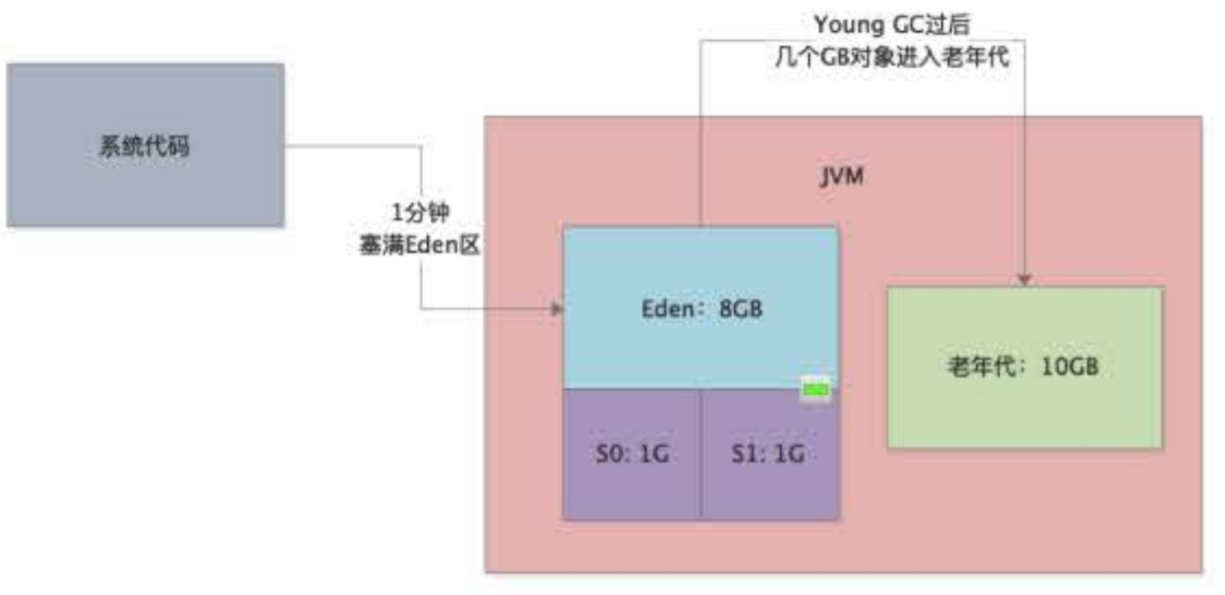 Young GC过后
几个GB对象进入老年代
系统代码
JVM
1分钟
塞满Eden区
Eden：8GB
老年代：10GB
S0: 1G
S1: 1G